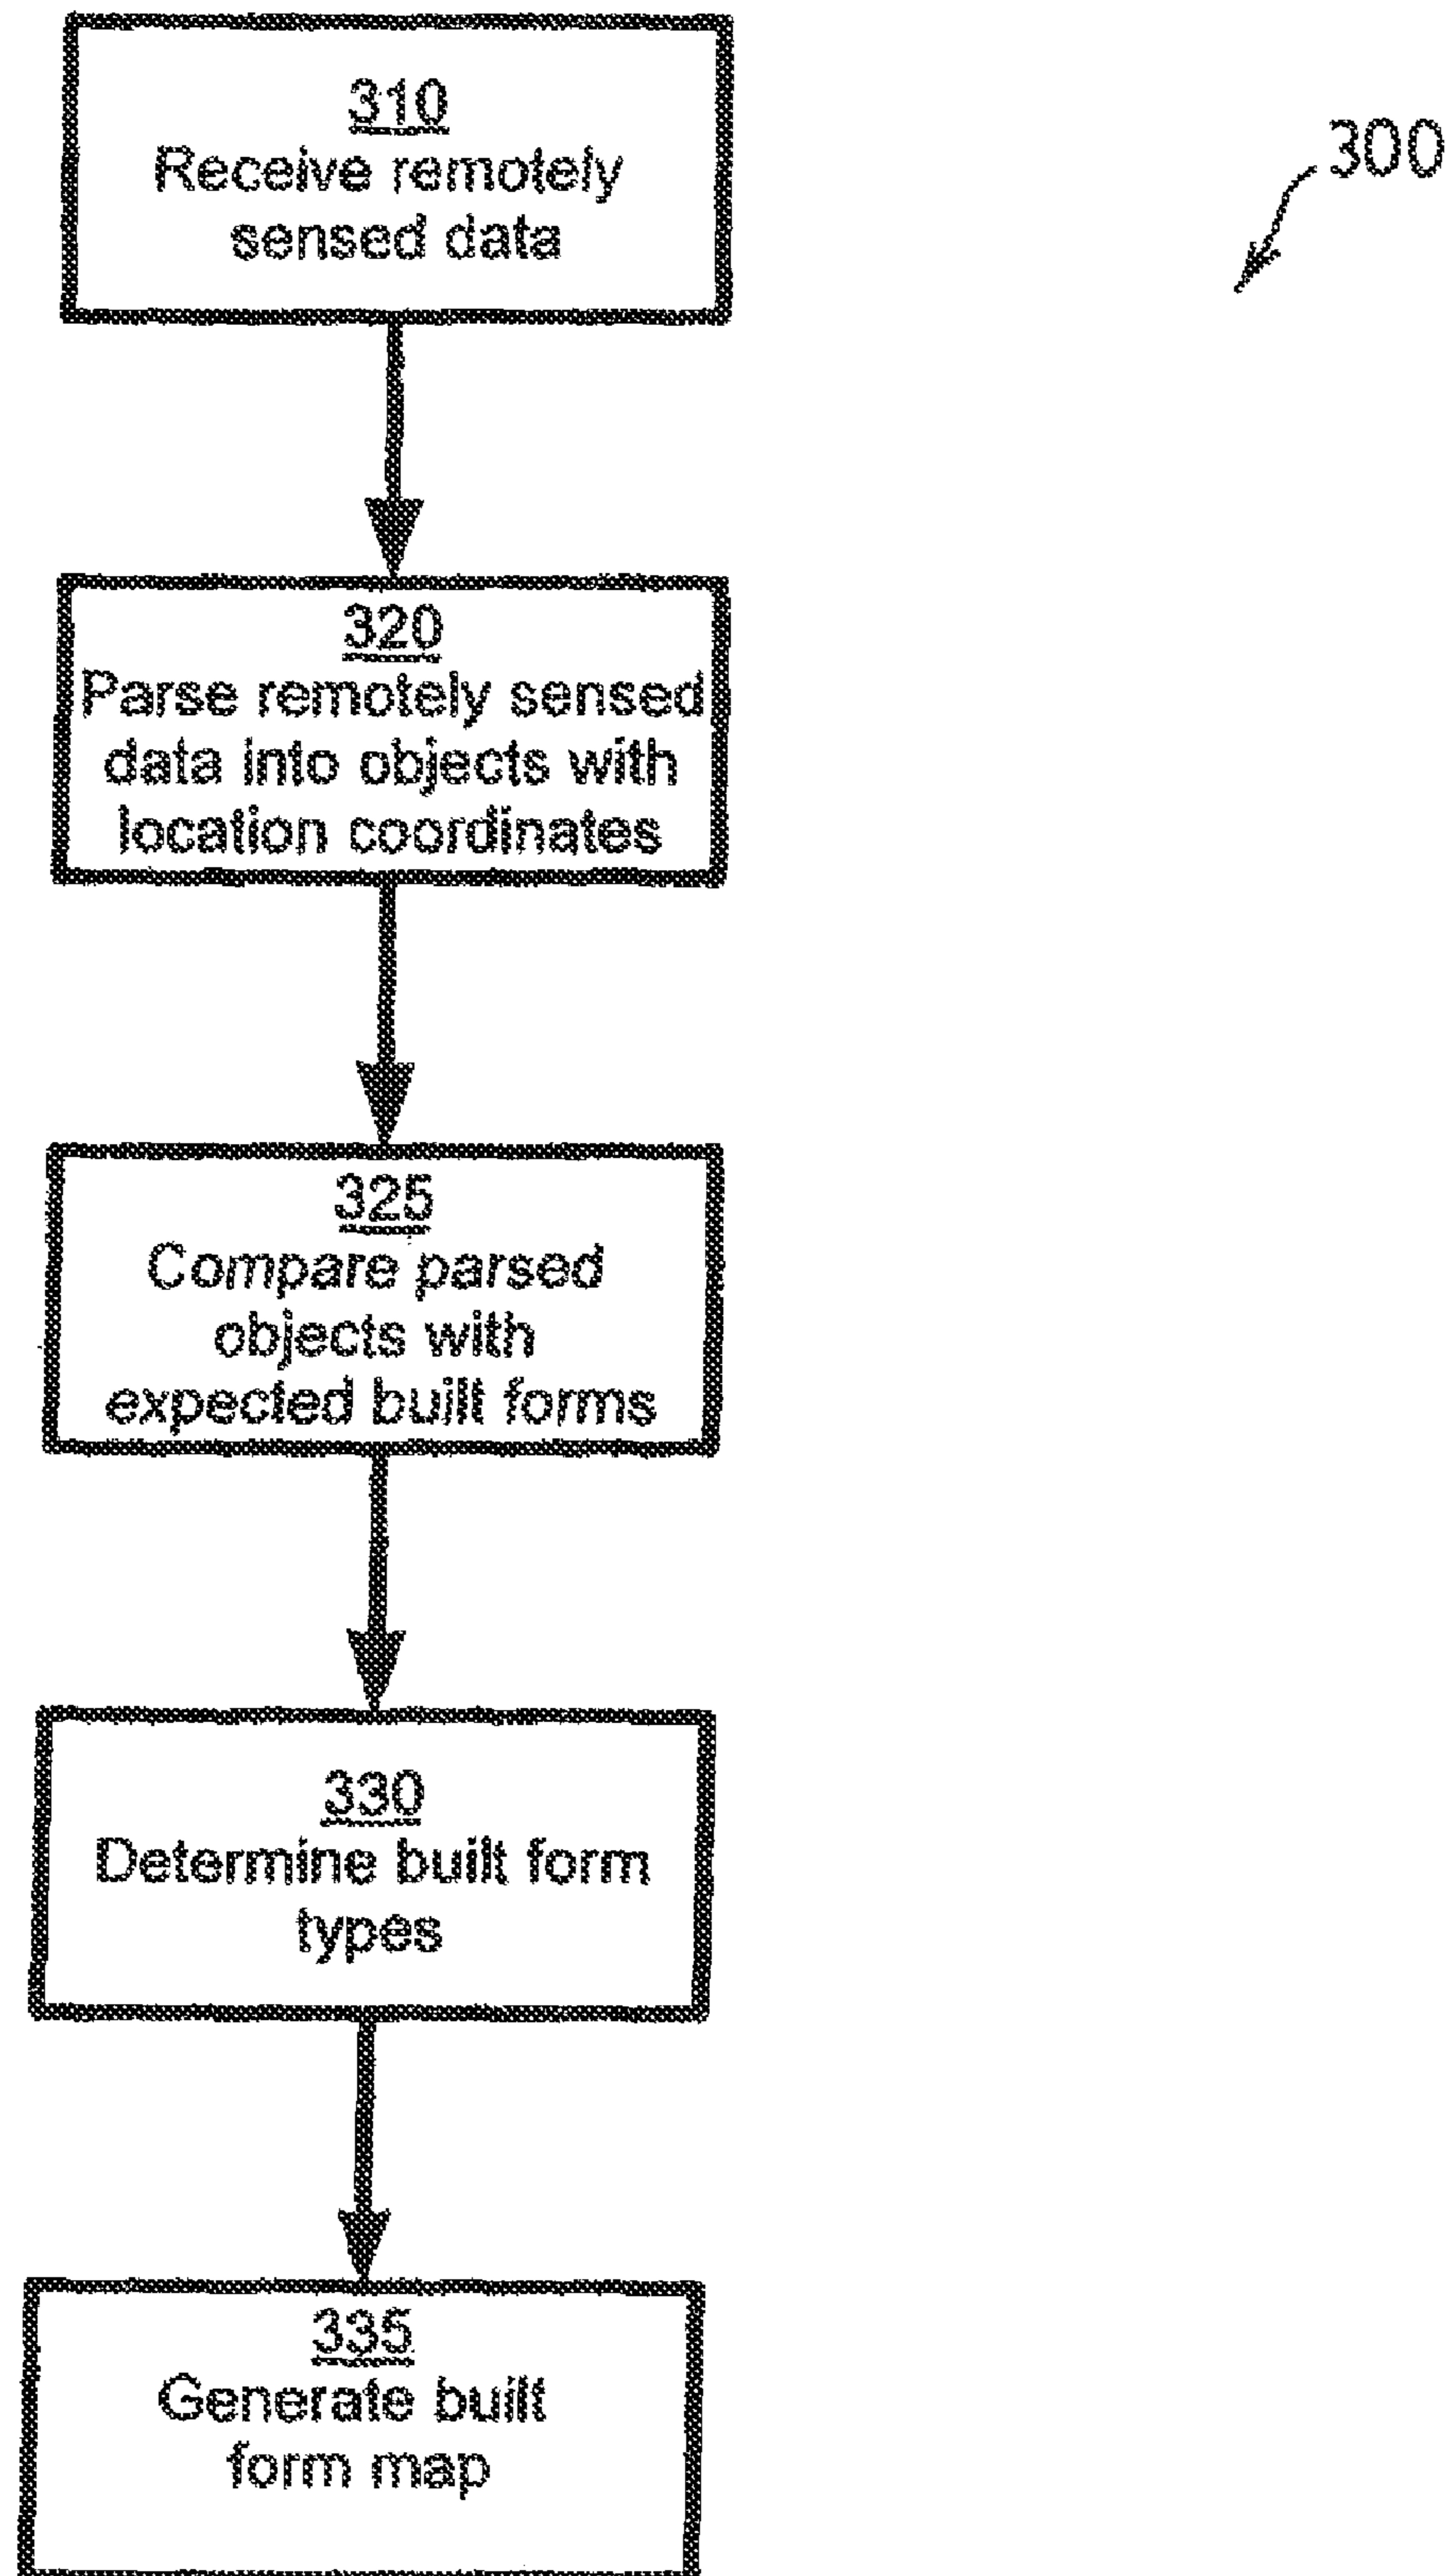 310
Receive remotely
sensed data
300
320
Parse remotely sensed
data into objects with
location coordinates
325
Compare parsed
objects with
expected built forms
330
Determine built form
types
335
Generate built
form map